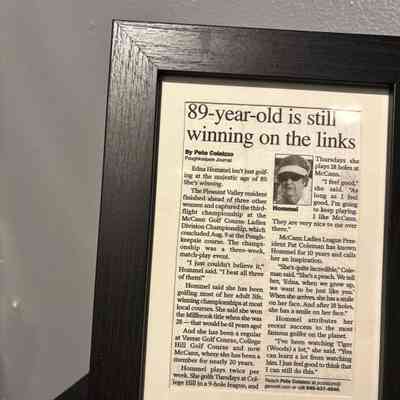 89-year-old is still
winning on the links
By Pete Colaizzo
Poughkeepsie Journal
Edna Hommel isn't just golf-
ing at the majestic age of 89.
She's winning.
The Pleasant Valley resident
finished ahead of three other
women and captured the third-
flight championship at the
McCann Golf Course Ladies
Division Championship, which
concluded Aug. 9 at the Pough-
keepsie course. The champi-
onship was a three-week,
match-play event.
"I just couldn't believe it,"
Hommel said. "I beat all three
of them!"
Hommel said she has been
golfing most of her adult life,
winning championships at most
local courses. She said she won
the Millbrook title when she was
28 — that would be 61 years ago!
And she has been a regular
at Vassar Golf Course, College
Hill Golf Course and now
McCann, where she has been a
member for nearly 20 years.
Hommel plays twice per
week. She golfs Tuesdays at Col-
lege Hill in a 9-hole league, and
Hommel
Thursdays she
plays 18 holes at
McCann.
"I feel good,"
she said. "As
long as I feel
good, I'm going
to keep playing.
I like McCann.
They are very nice to me over
there."
McCann Ladies League Pres-
ident Pat Coleman has known
Hommel for 10 years and calls
her an inspiration.
"She's quite incredible," Cole-
man said. "She's a peach. We tell
her, 'Edna, when we grow up,
we want to be just like you.'
When she arrives, she has a smile
on her face. And after 18 holes,
she has a smile on her face."
Hommel attributes her
recent success to the most
famous golfer on the planet.
"I've been watching Tiger
(Woods) a lot," she said. "You
can learn a lot from watching
him. I just feel good to think that
I can still do this."
Reach Pete Colaizzo at